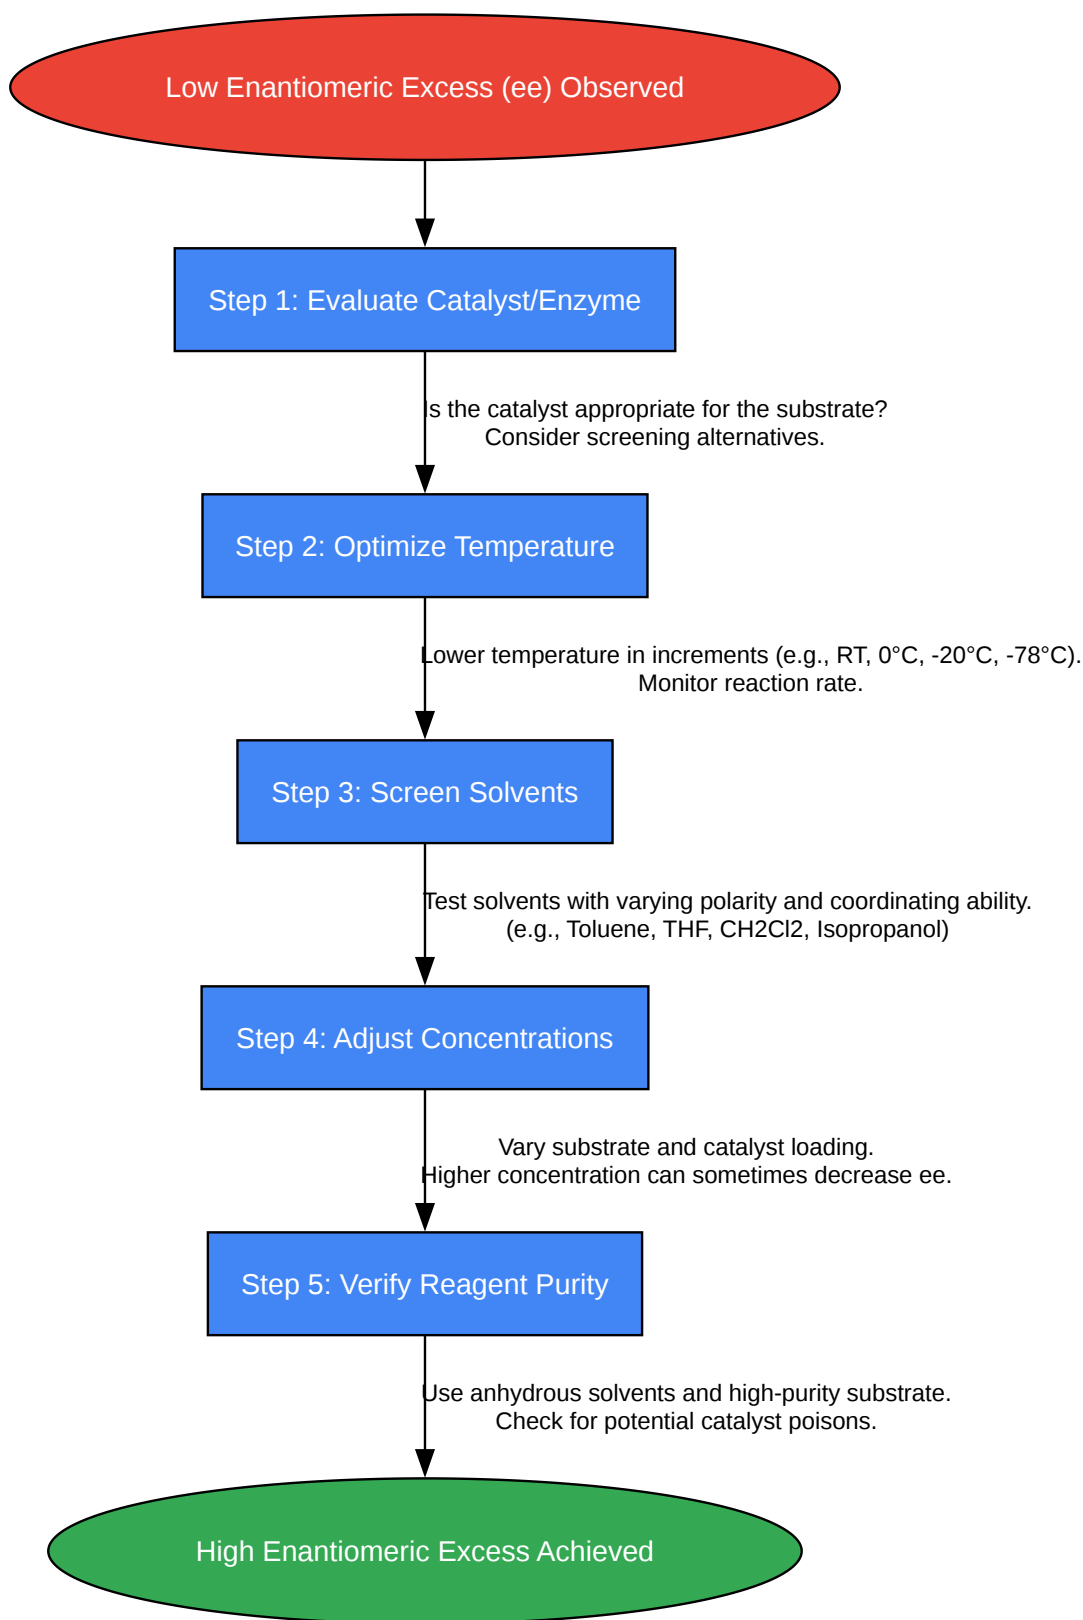 Low Enantiomeric Excess (ee) Observed
Step 1: Evaluate Catalyst/Enzyme
Is the catalyst appropriate for the substrate?
Consider screening alternatives.
Step 2: Optimize Temperature
Lower temperature in increments (e.g., RT, 0°C, -20°C, -78°C).
Monitor reaction rate.
Step 3: Screen Solvents
Test solvents with varying polarity and coordinating ability.
(e.g., Toluene, THF, CH2Cl2, Isopropanol)
Step 4: Adjust Concentrations
Vary substrate and catalyst loading.
Higher concentration can sometimes decrease ee.
Step 5: Verify Reagent Purity
Use anhydrous solvents and high-purity substrate.
Check for potential catalyst poisons.
High Enantiomeric Excess Achieved